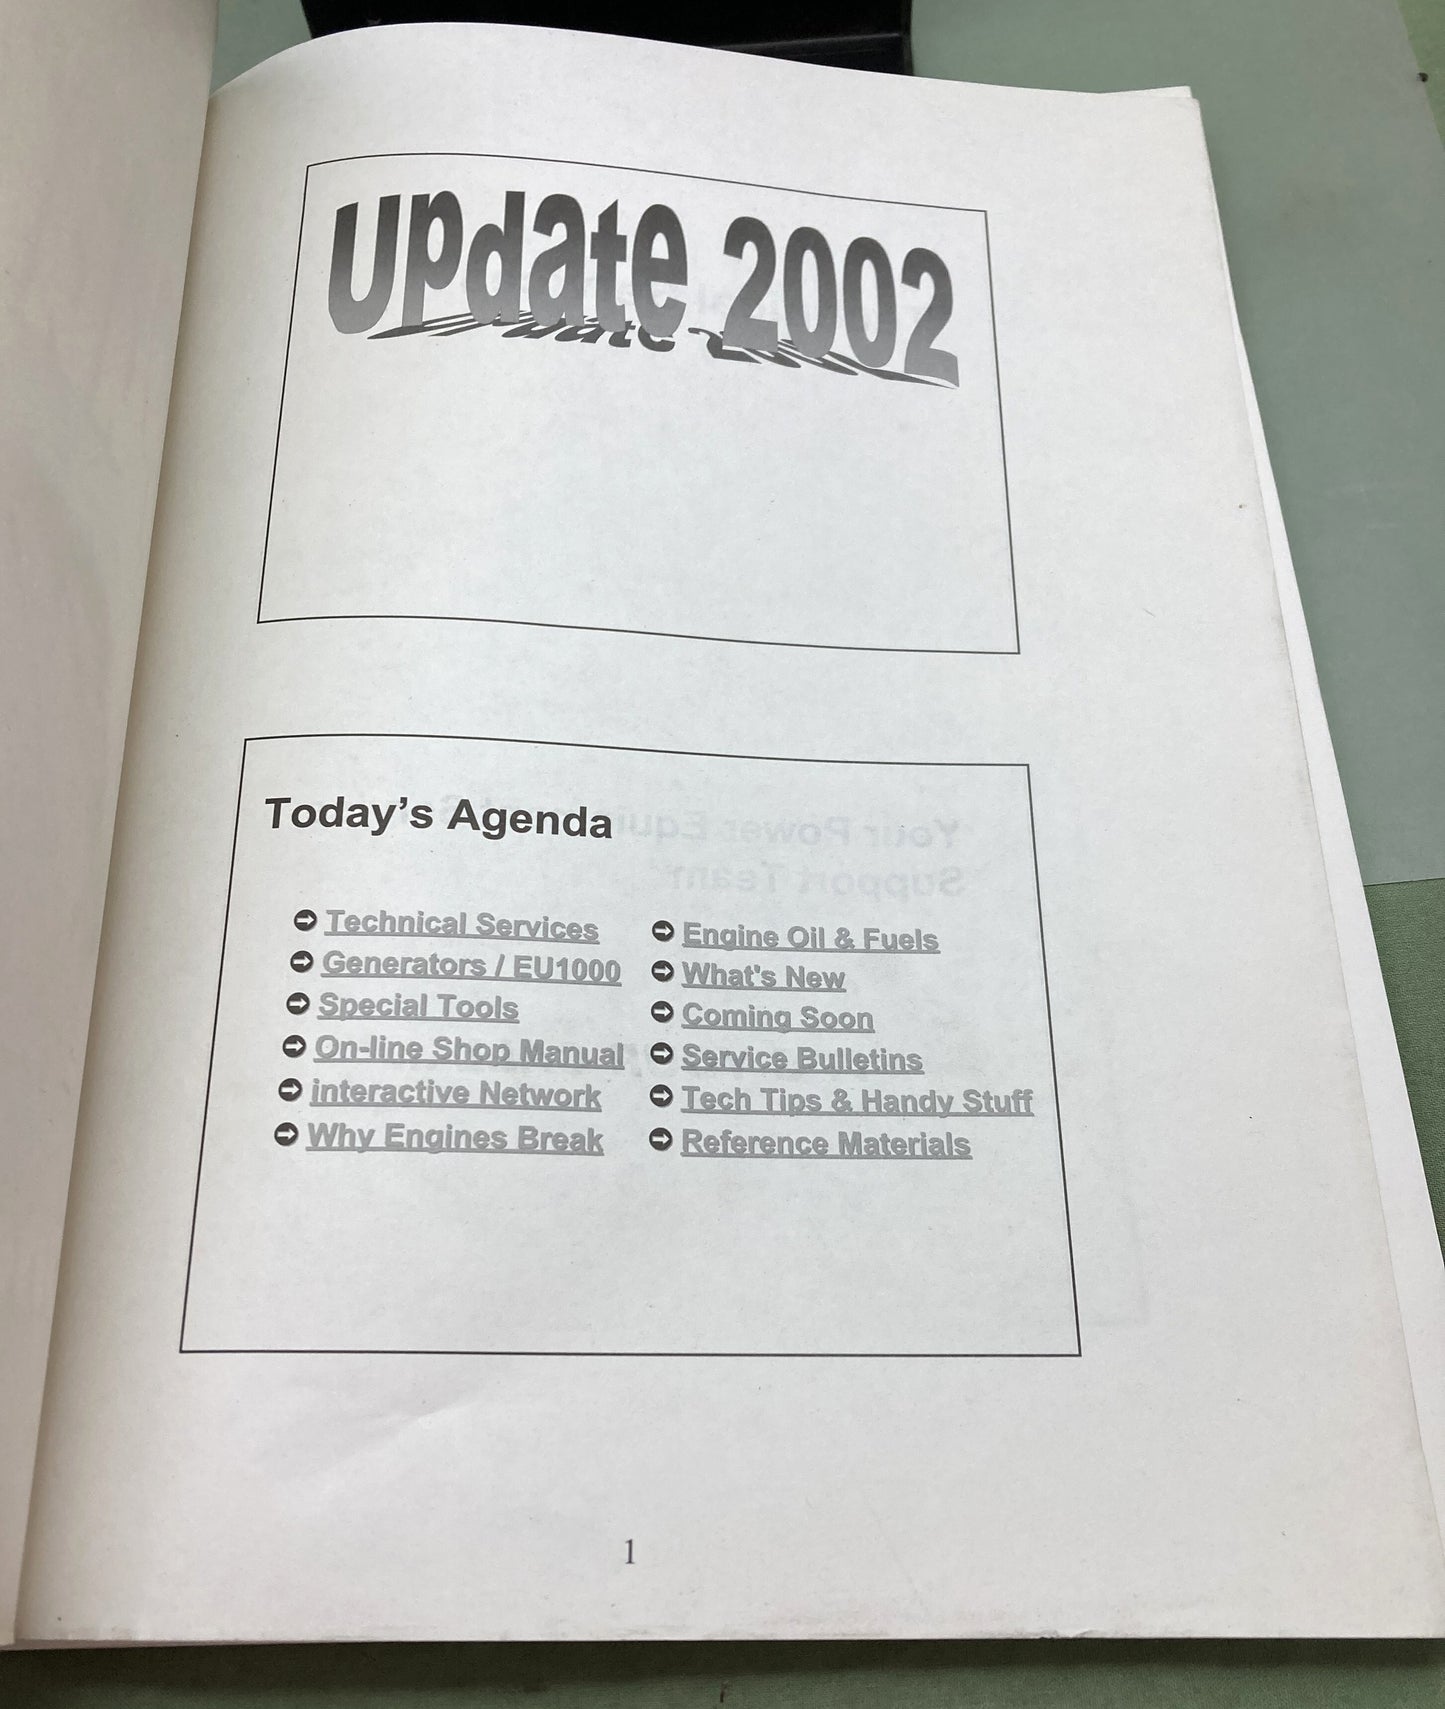 Update 2002
Today's Agenda
Technical Services
Generators / EU1000
Special Tools
On-line Shop Manual
interactive Network
Why Engines Break
Engine Oil & Fuels
What's New
Coming Soon
Service Bulletins
Tech Tips & Handy Stuff
Reference Materials
1